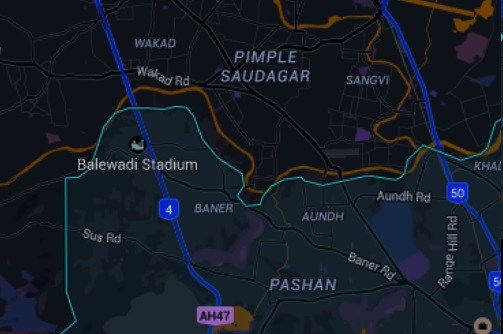 WAKAD
PIMPLE
SAUDAGAR
Wakad Rd
SANGVI
Balewadi Stadium
KHAD
Aundh Rd
50
4
BANER
AUNDH
Sus Rd
Range Hill Rd
Baner Rd
PASHAN
AH47